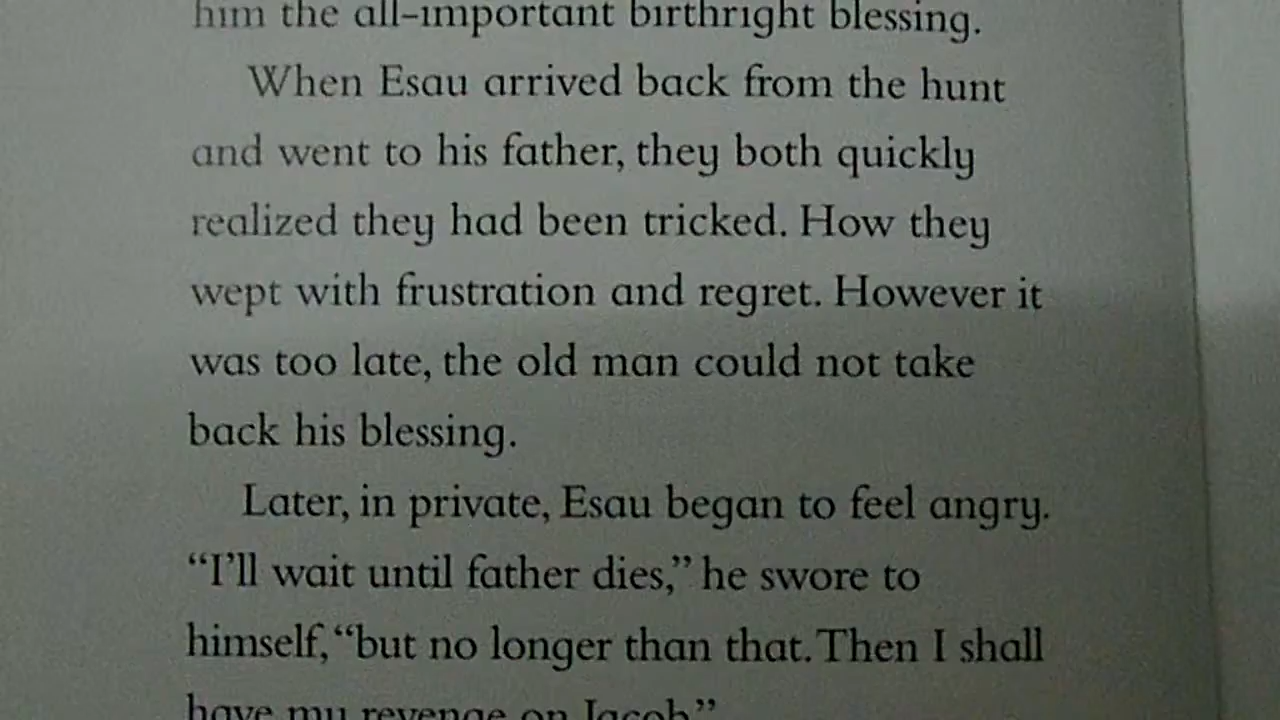 him the all-important birthright blessing.
When Esau arrived back from the hunt
and went to his father, they both quickly
realized they had been tricked. How they
wept with frustration and regret. However it
was too late, the old man could not take
back his blessing.
Later, in private, Esau began to feel angry.
“I’ll wait until father dies,” he swore to
himself, “but no longer than that. Then I shall
have my revenge on Jacob”